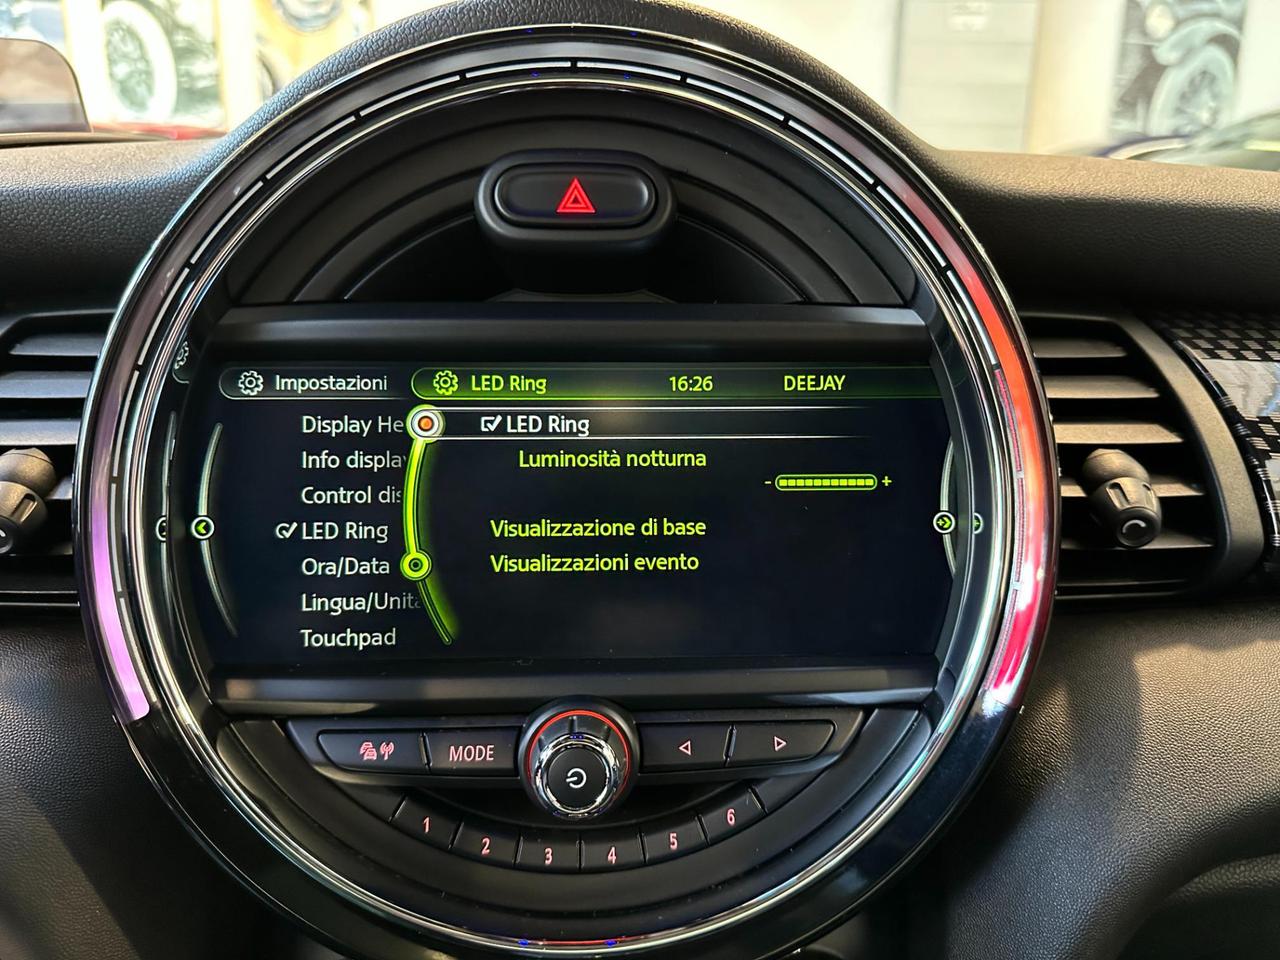 Impostazioni
LED Ring 16:26 DEEJAY
Display He
Info displa
Control dis
LED Ring
Ora/Data
Lingua/Unit
Touchpad
LED Ring
Luminosità notturna
- +
Visualizzazione di base
Visualizzazioni evento
MODE
1 2 3 4 5 6